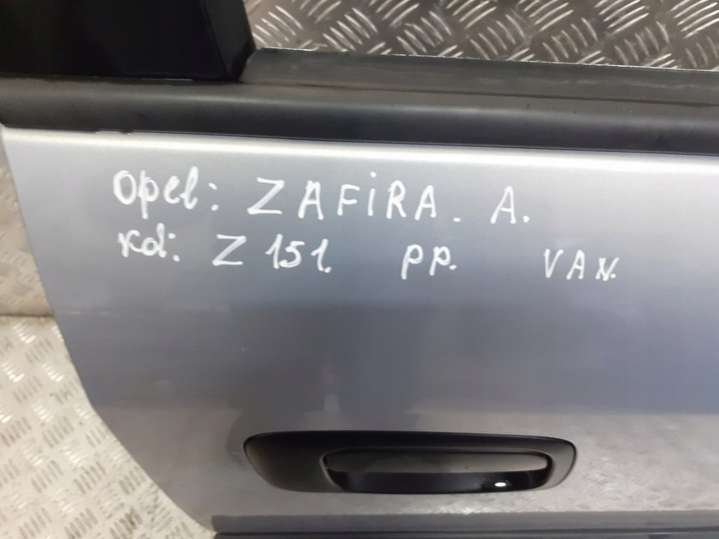 Opel: ZAFIRA. A.
kol: Z 151. PP. VAN.